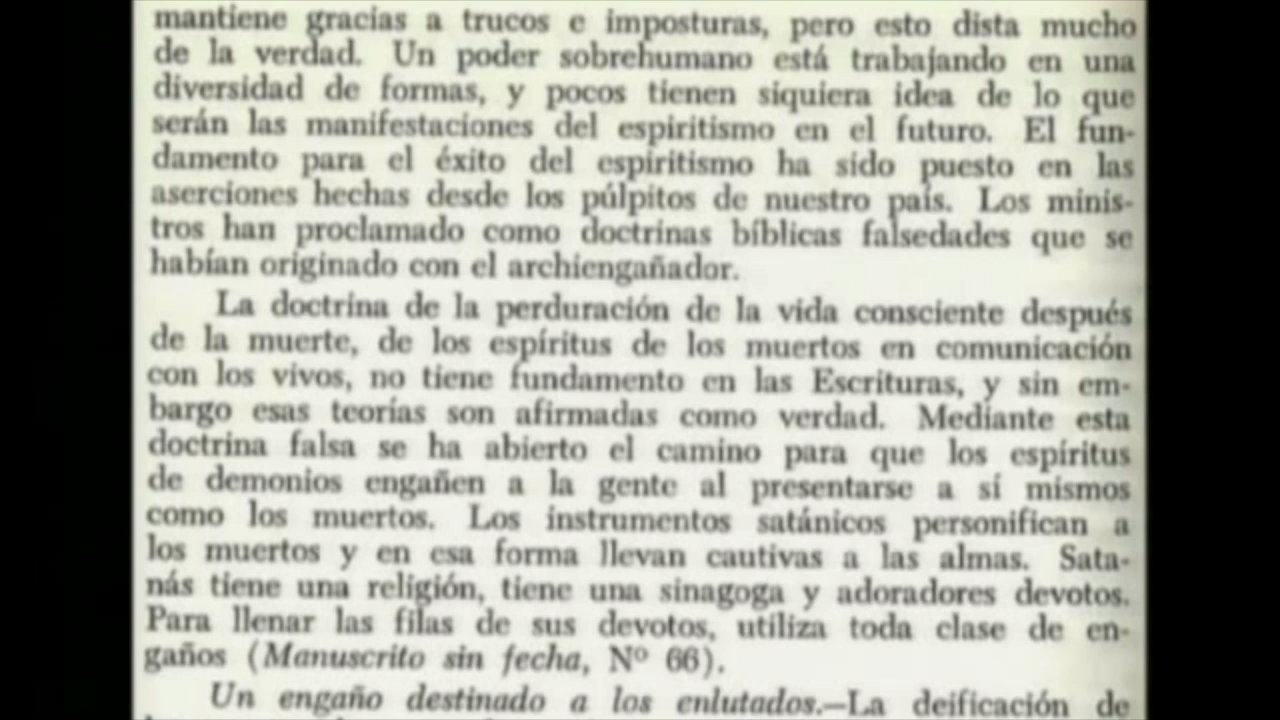 mantiene gracias a trucos e imposturas, pero esto dista mucho
de la verdad. Un poder sobrehumano está trabajando en una
diversidad de formas, y pocos tienen siquiera idea de lo que
serán las manifestaciones del espiritismo en el futuro. El fun-
damento para el éxito del espiritismo ha sido puesto en las
aserciones hechas desde los púlpitos de nuestro país. Los minis-
tros han proclamado como doctrinas bíblicas falsedades que se
habían originado con el archiengañador.
La doctrina de la perduración de la vida consciente después
de la muerte, de los espíritus de los muertos en comunicación
con los vivos, no tiene fundamento en las Escrituras, y sin em-
bargo esas teorías son afirmadas como verdad. Mediante esta
doctrina falsa se ha abierto el camino para que los espíritus
de demonios engañen a la gente al presentarse a sí mismos
como los muertos. Los instrumentos satánicos personifican a
los muertos y en esa forma llevan cautivas a las almas. Sata-
nás tiene una religión, tiene una sinagoga y adoradores devotos.
Para llenar las filas de sus devotos, utiliza toda clase de en-
gaños (Manuscrito sin fecha, Nº 66).
Un engaño destinado a los enlutados.—La deificación de